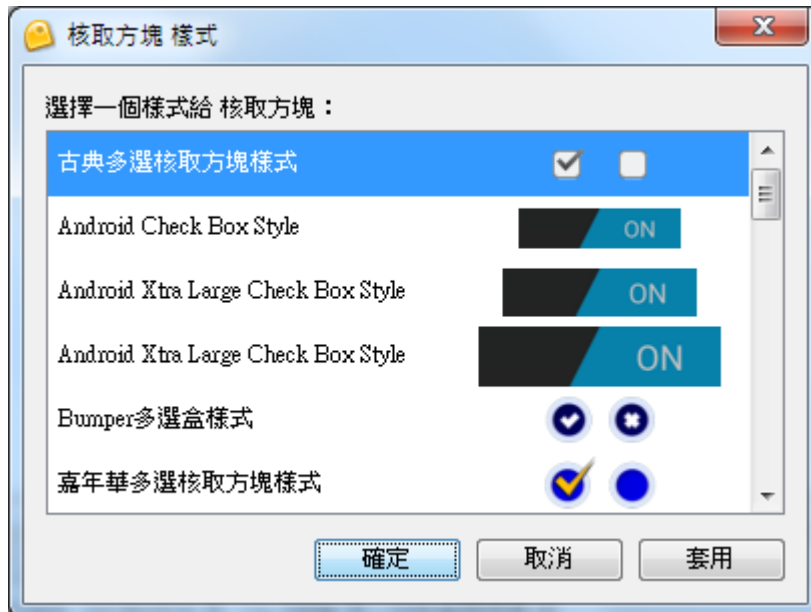 核取方塊 樣式
選擇一個樣式給 核取方塊：
古典多選核取方塊樣式
Android Check Box Style
ON
Android Xtra Large Check Box Style
ON
Android Xtra Large Check Box Style
ON
Bumper多選盒樣式
嘉年華多選核取方塊樣式
確定
取消
套用